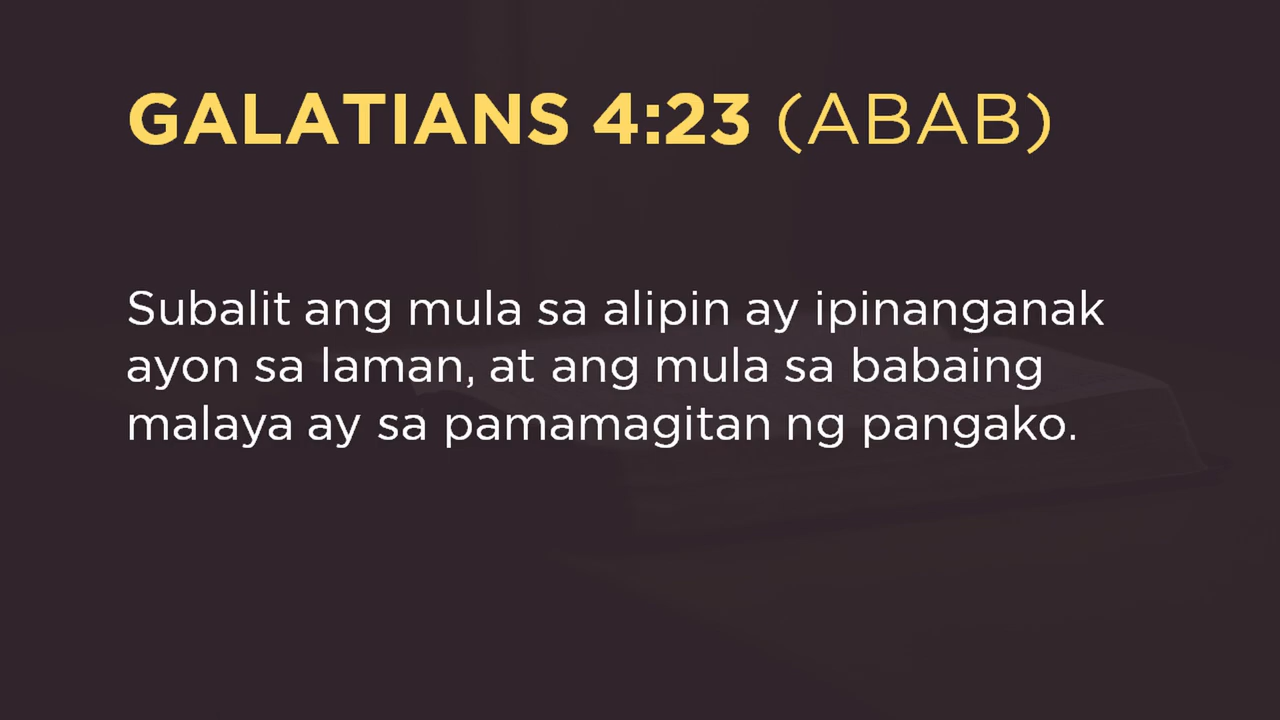 GALATIANS 4:23 (ABAB)
Subalit ang mula sa alipin ay ipinanganak
ayon sa laman, at ang mula sa babaing
malaya ay sa pamamagitan ng pangako.